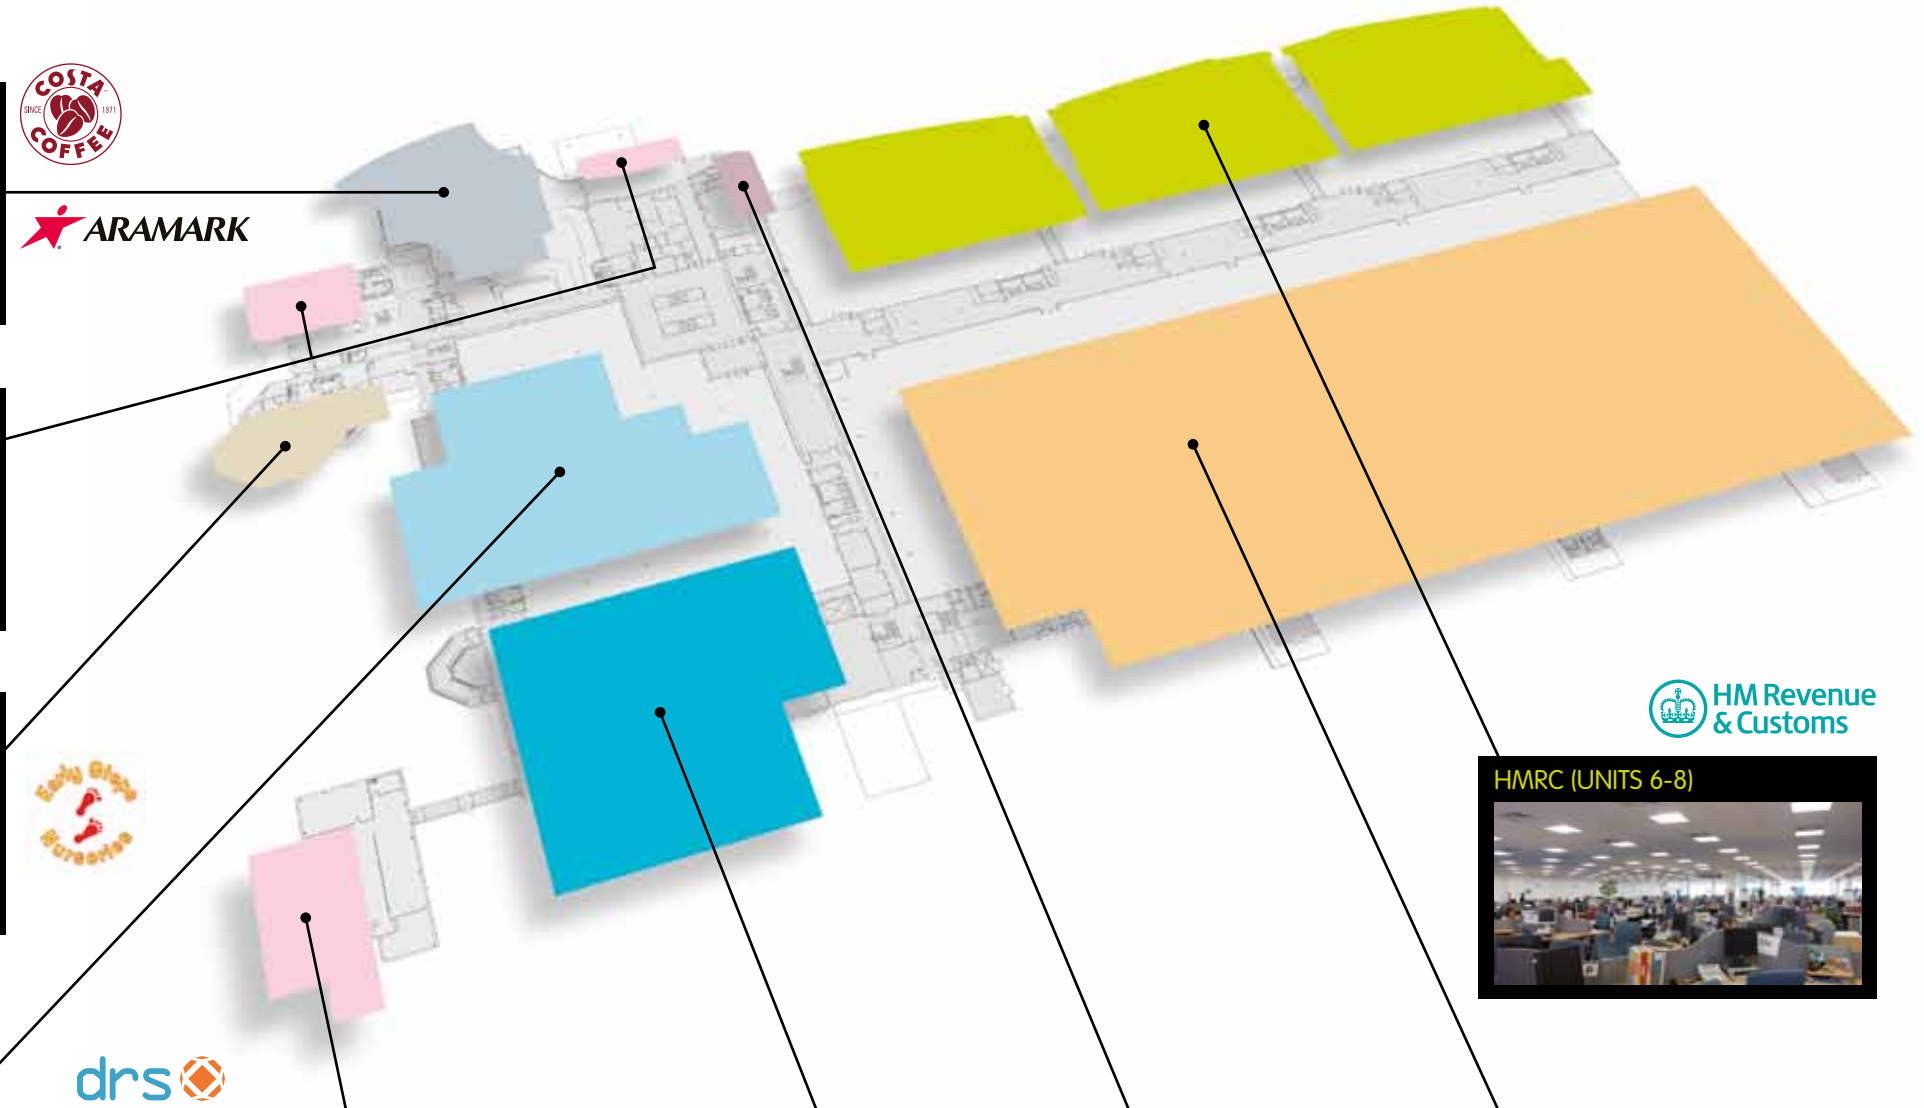 COSTA
SINCE 1971
COFFEE
ARAMARK
HM Revenue
& Customs
HMRC (UNITS 6-8)
Early Steps
Nurseries
drs